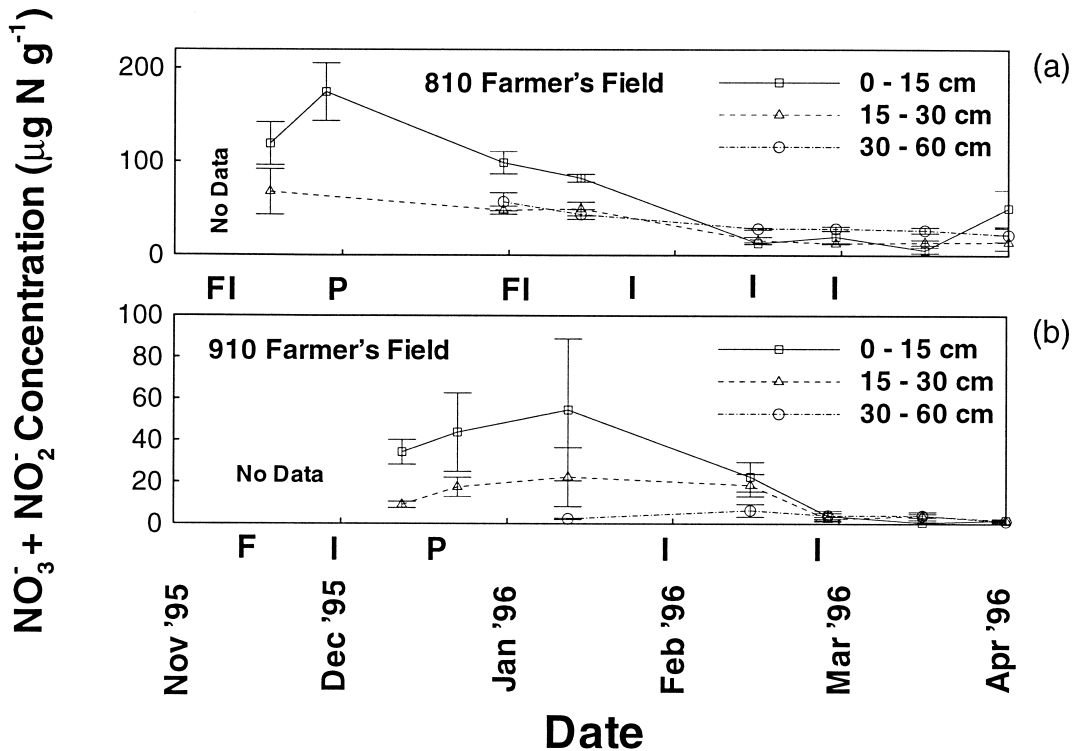 NO3- + NO2- Concentration (µg N g-1)
(a)
810 Farmer's Field
0 - 15 cm
15 - 30 cm
30 - 60 cm
200
100
0
No Data
FI P FI I I I
(b)
910 Farmer's Field
0 - 15 cm
15 - 30 cm
30 - 60 cm
100
80
60
40
20
0
No Data
F I P I I
Nov '95
Dec '95
Jan '96
Feb '96
Mar '96
Apr '96
Date